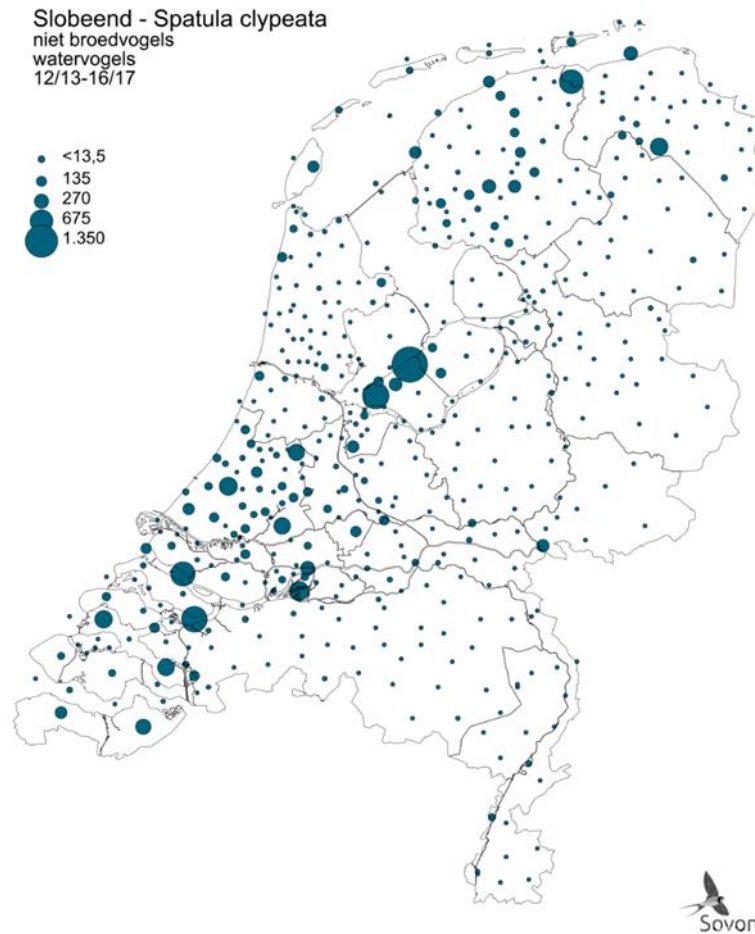 Slobeend - Spatula clypeata
niet broedvogels
watervogels
12/13-16/17
<13,5
135
270
675
1.350
Sovon